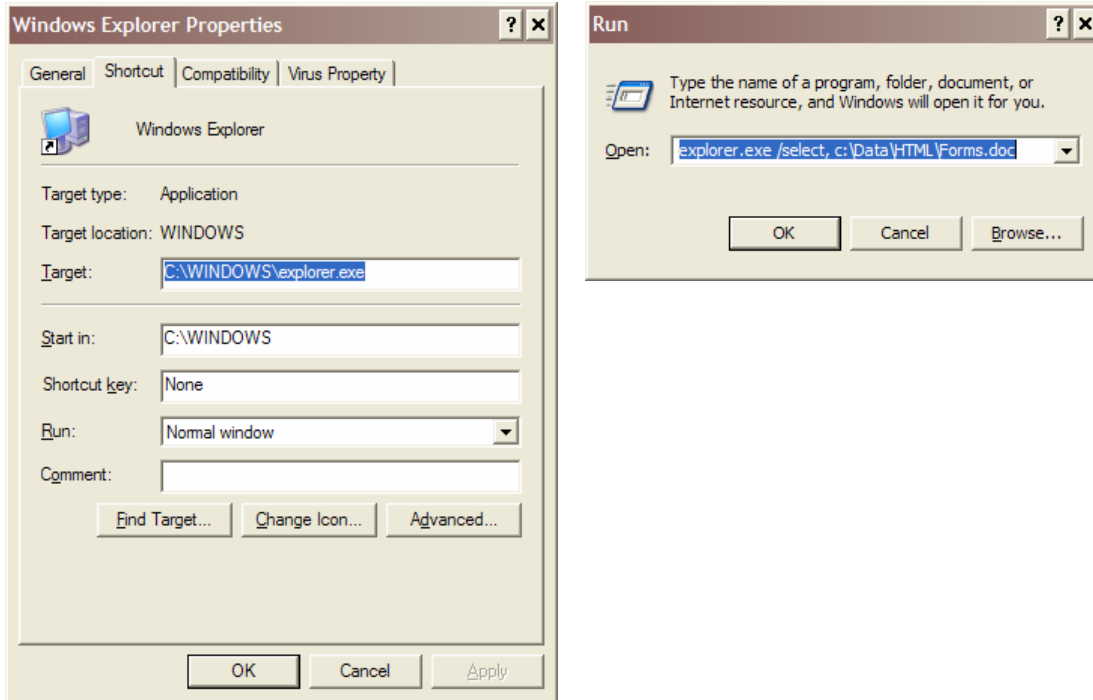 Windows Explorer Properties
General Shortcut Compatibility Virus Property
Windows Explorer
Target type: Application
Target location: WINDOWS
Target: C:\WINDOWS\explorer.exe
Start in: C:\WINDOWS
Shortcut key: None
Run: Normal window
Comment:
Find Target... Change Icon... Advanced...
OK Cancel Apply
Run
Type the name of a program, folder, document, or
Internet resource, and Windows will open it for you.
Open: explorer.exe /select, c:\Data\HTML\Forms.doc
OK Cancel Browse...